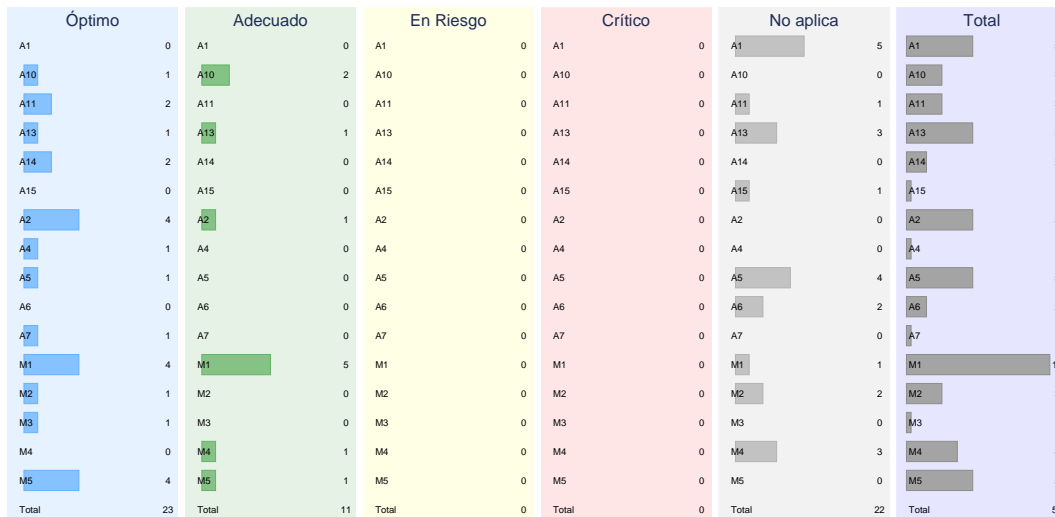 Óptimo Adecuado En Riesgo Crítico No aplica Total
A1 0 A1 0 A1 0 A1 0 A1 5 A1
A10 1 A10 2 A10 0 A10 0 A10 0 A10
A11 2 A11 0 A11 0 A11 0 A11 1 A11
A13 1 A13 1 A13 0 A13 0 A13 3 A13
A14 2 A14 0 A14 0 A14 0 A14 0 A14
A15 0 A15 0 A15 0 A15 0 A15 1 A15
A2 4 A2 1 A2 0 A2 0 A2 0 A2
A4 1 A4 0 A4 0 A4 0 A4 0 A4
A5 1 A5 0 A5 0 A5 0 A5 4 A5
A6 0 A6 0 A6 0 A6 0 A6 2 A6
A7 1 A7 0 A7 0 A7 0 A7 0 A7
M1 4 M1 5 M1 0 M1 0 M1 1 M1
M2 1 M2 0 M2 0 M2 0 M2 2 M2
M3 1 M3 0 M3 0 M3 0 M3 0 M3
M4 0 M4 1 M4 0 M4 0 M4 3 M4
M5 4 M5 1 M5 0 M5 0 M5 0 M5
Total 23 Total 11 Total 0 Total 0 Total 22 Total